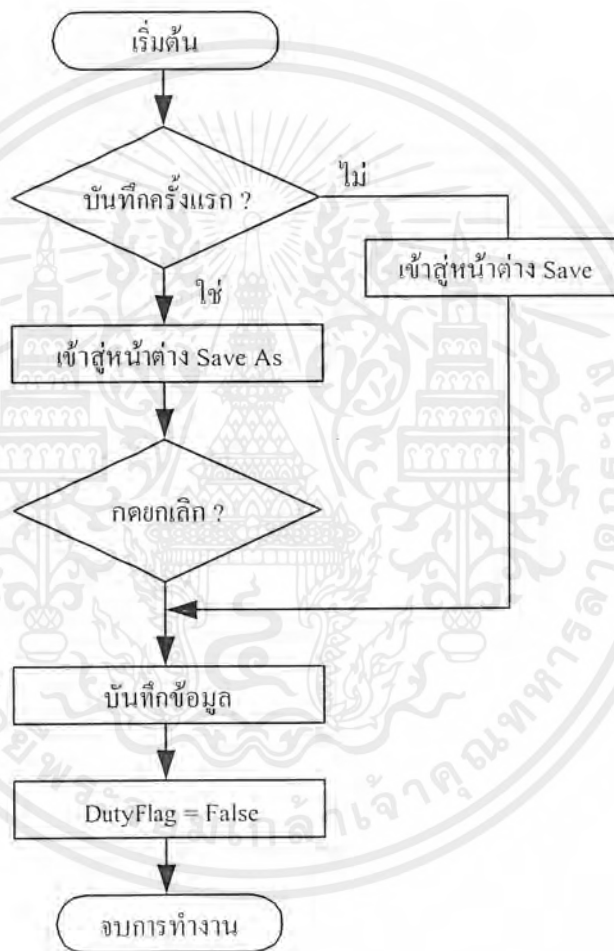 เริ่มต้น
บันทึกครั้งแรก ?
ไม่
เข้าสู่หน้าต่าง Save
ใช่
เข้าสู่หน้าต่าง Save As
กดยกเลิก ?
บันทึกข้อมูล
DutyFlag = False
จบการทำงาน